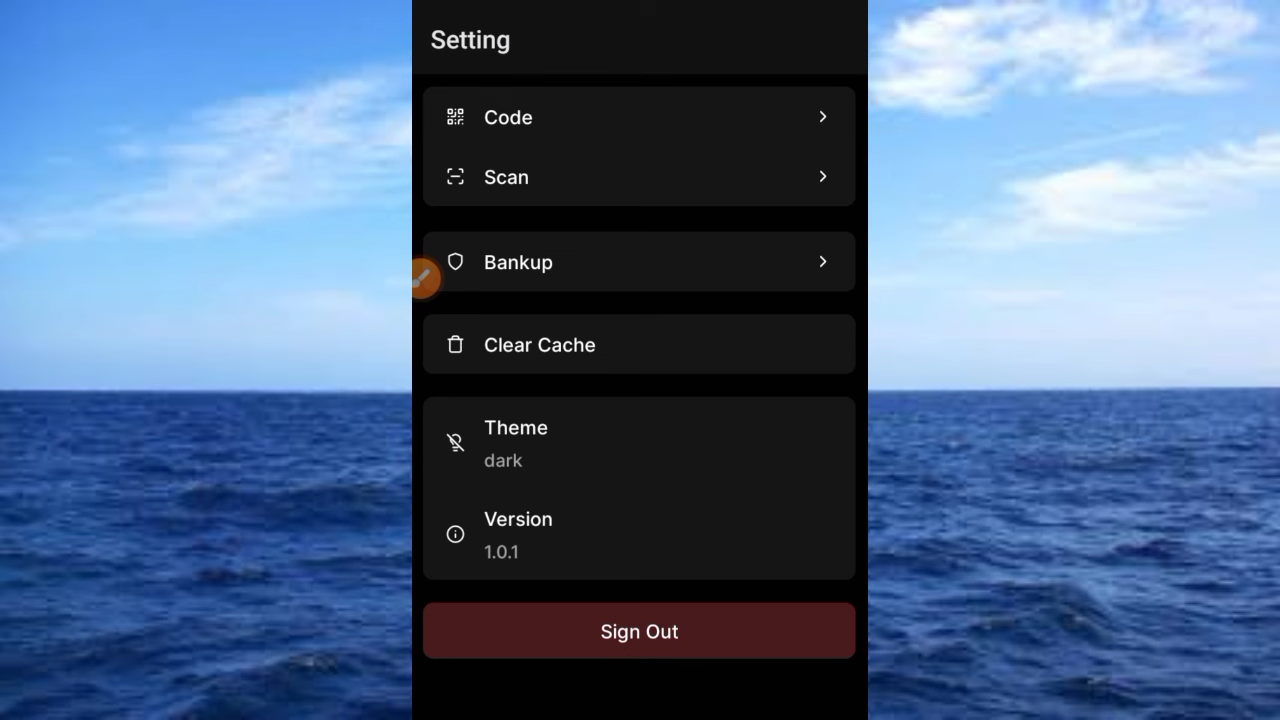 Setting
Code
Scan
Bankup
Clear Cache
Theme
dark
Version
1.0.1
Sign Out